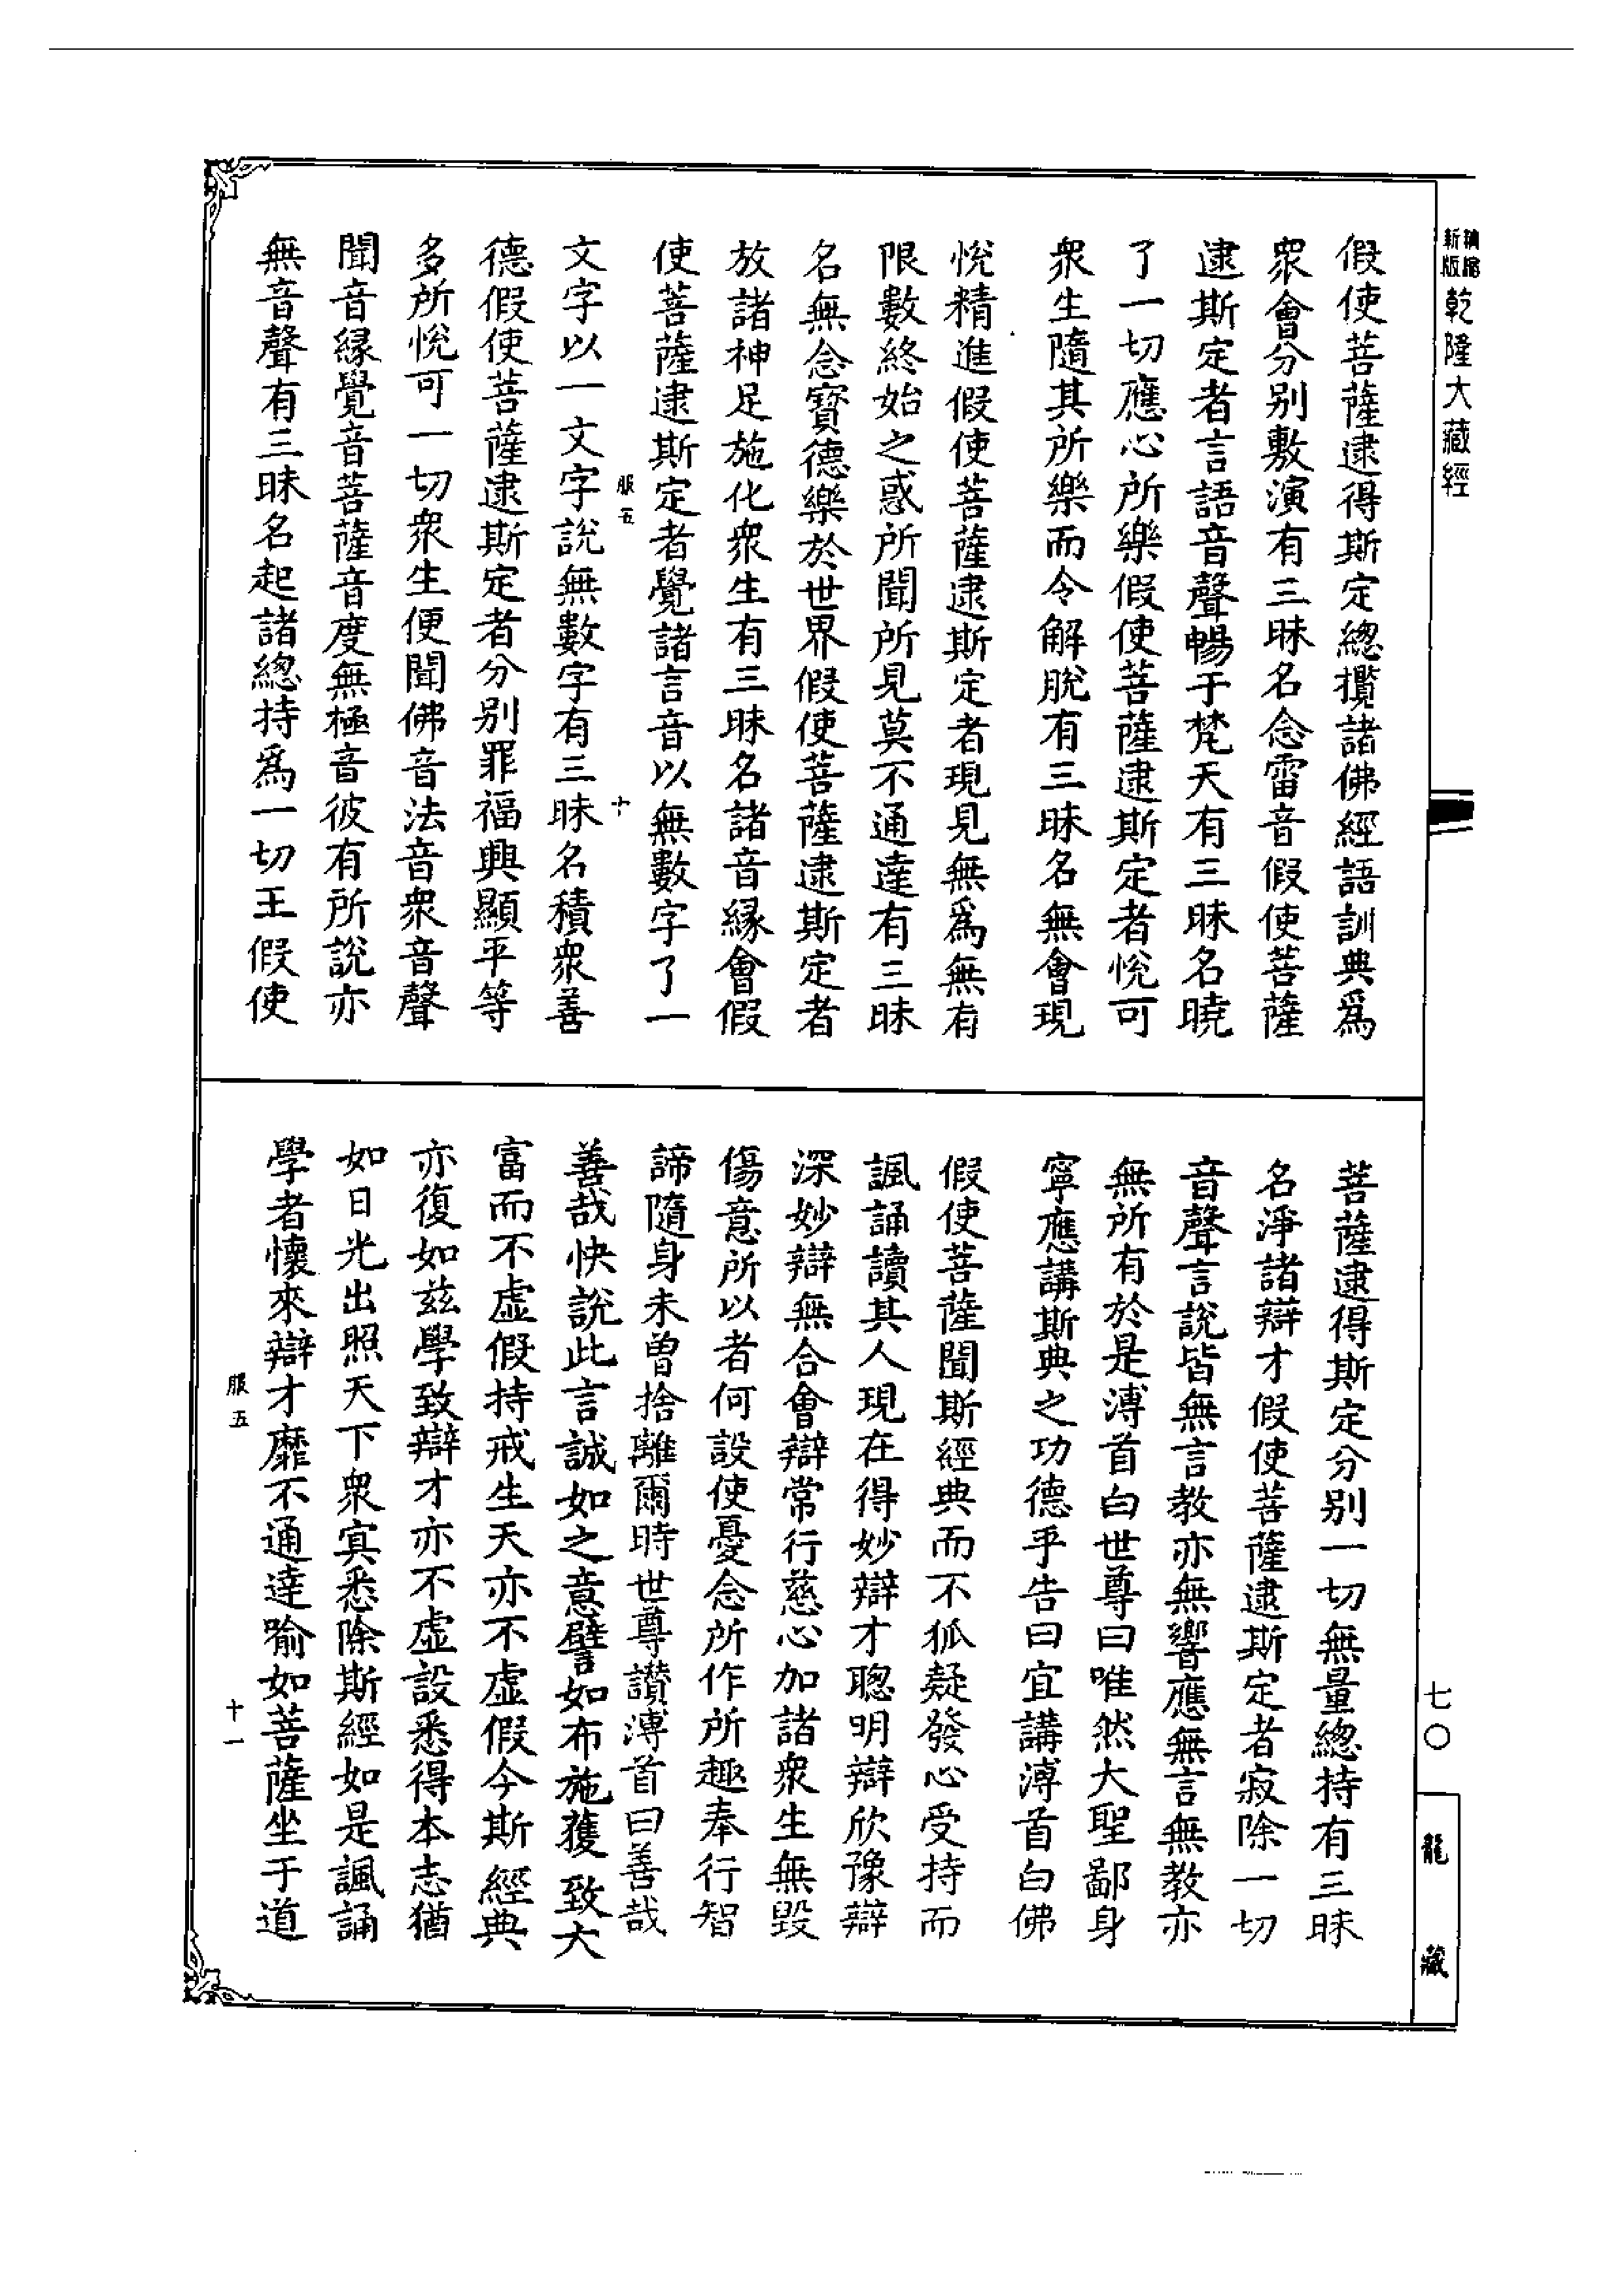 新版精縮乾隆大藏經
假使菩薩逮得斯定總攬諸佛經語訓典爲
眾會分别敷演有三昧名念雷音假使菩薩
逮斯定者言語音聲暢于梵天有三昧名曉
了一切應心所樂假使菩薩逮斯定者悅可
眾生隨其所樂而令解脫有三昧名無會現
悅精進假使菩薩逮斯定者現見無爲無有
限數終始之惑所聞所見莫不通達有三昧
名無念寶德樂於世界假使菩薩逮斯定者
放諸神足施化眾生有三昧名諸音緣會假
使菩薩逮斯定者覺諸言音以無數字了一
服五
十
文字以一文字說無數字有三昧名積眾善
德假使菩薩逮斯定者分别罪福興顯平等
多所悅可一切眾生便聞佛音法音眾音聲
聞音緣覺音菩薩音度無極音彼有所說亦
無音聲有三昧名起諸總持爲一切王假使
菩薩逮得斯定分别一切無量總持有三昧
名淨諸辯才假使菩薩逮斯定者寂除一切
音聲言說皆無言教亦無響應無言無教亦
無所有於是溥首白世尊曰唯然大聖鄙身
寧應講斯典之功德乎告曰宜講溥首白佛
假使菩薩聞斯經典而不狐疑發心受持而
諷誦讀其人現在得妙辯才聰明辯欣豫辯
深妙辯無合會辯常行慈心加諸眾生無毀
傷意所以者何設使憂念所作所趣奉行智
諦隨身未曾捨離爾時世尊讚溥首曰善哉
善哉快說此言誠如之意譬如布施獲致大
富而不虛假持戒生天亦不虛假今斯經典
亦復如茲學致辯才亦不虛設悉得本志猶
如日光出照天下眾寞悉除斯經如是諷誦
學者懷來辯才靡不通達喻如菩薩坐于道
服五
十一
七〇
龍藏